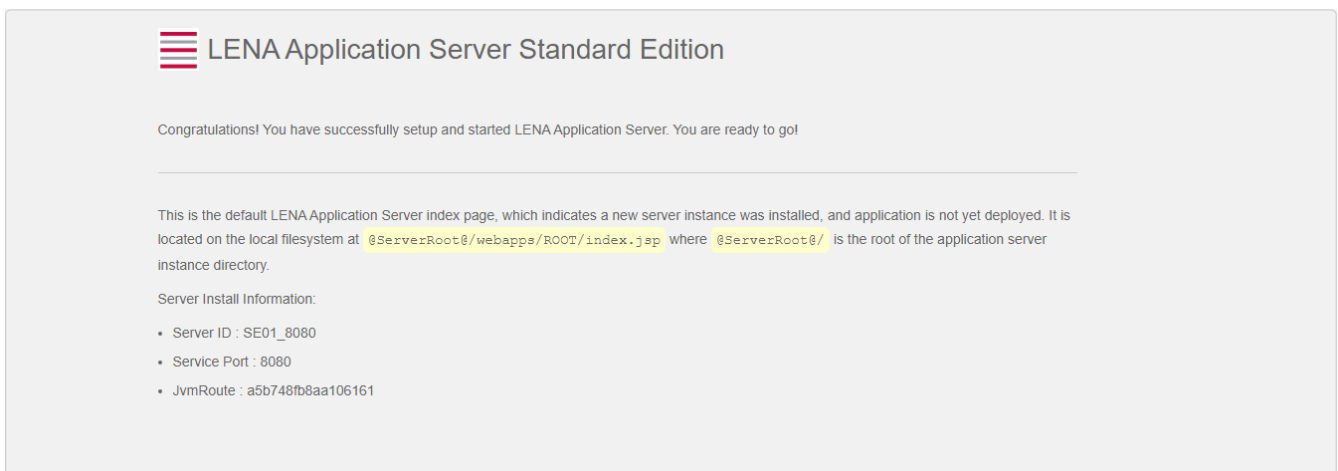 LENA Application Server Standard Edition
Congratulations! You have successfully setup and started LENA Application Server. You are ready to go!
This is the default LENA Application Server index page, which indicates a new server instance was installed, and application is not yet deployed. It is
located on the local filesystem at @ServerRoot@/webapps/ROOT/index.jsp where @ServerRoot@/ is the root of the application server
instance directory.
Server Install Information:
• Server ID : SE01_8080
• Service Port : 8080
• JvmRoute : a5b748fb8aa106161